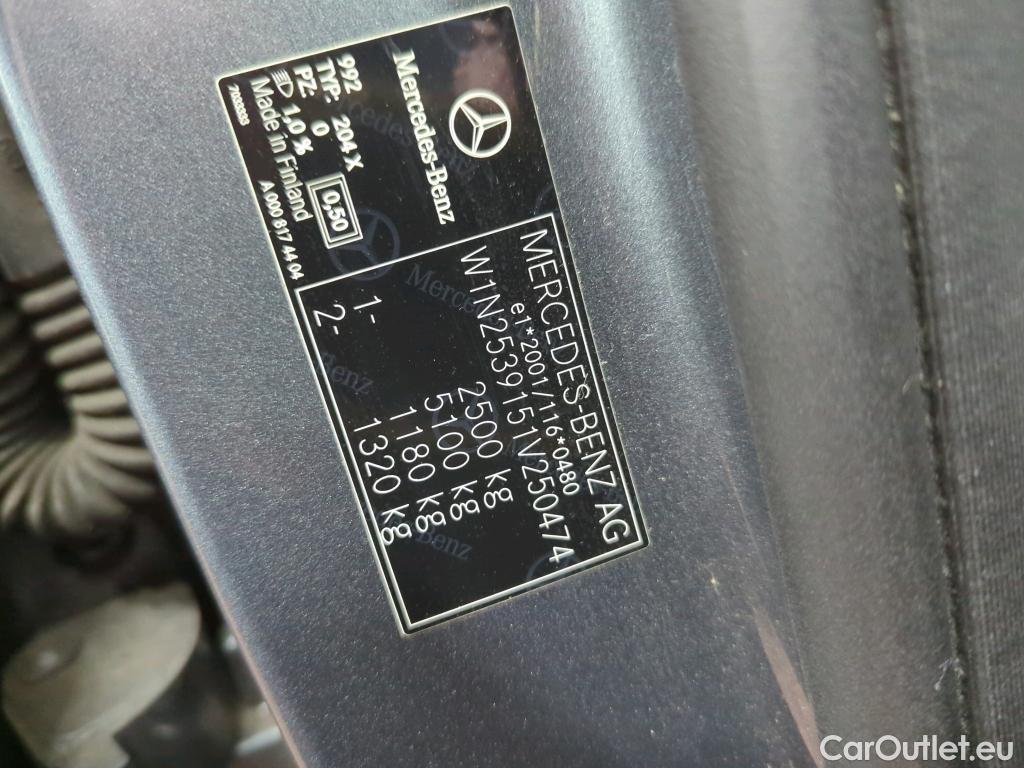 Mercedes-Benz
992
TYP: 204 X
PZ: 0
1,0 %
0,50
Made in Finland
A 000 817 44 04
MERCEDES-BENZ AG
e1*2001/116*0480
W1N2539151V250474
2500 kg
5100 kg
1- 1180 kg
2- 1320 kg
CarOutlet.eu